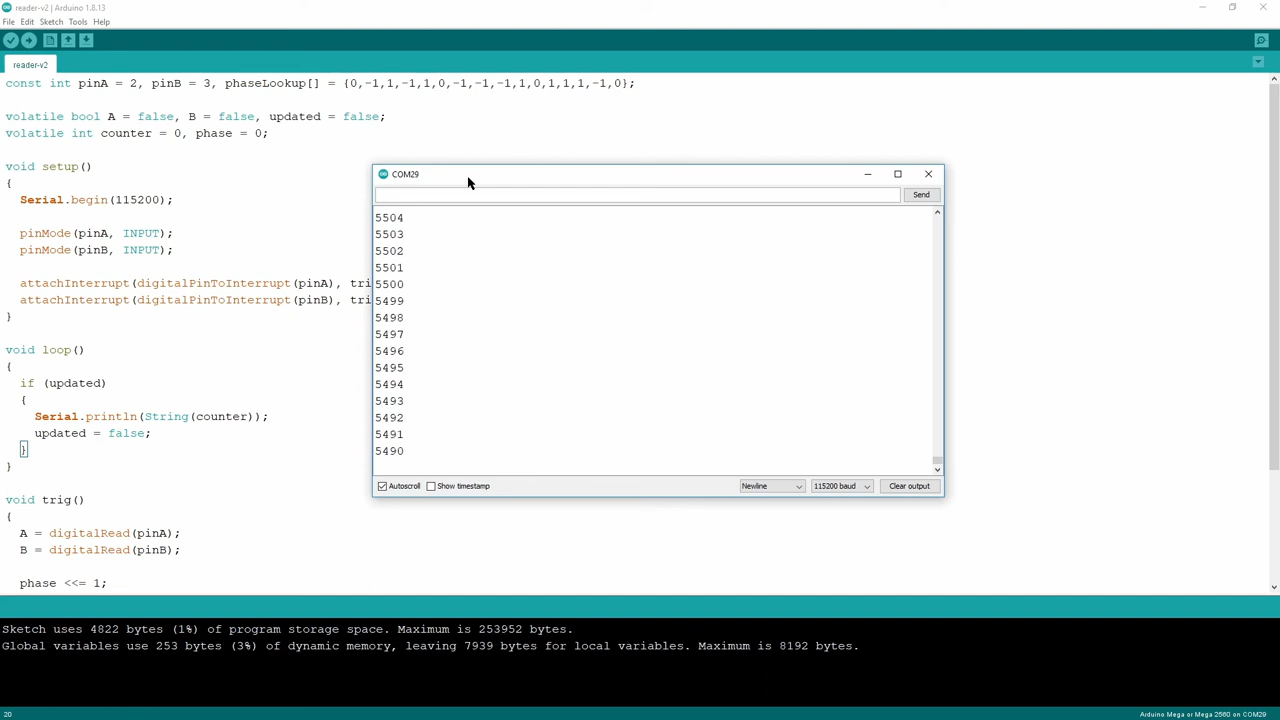 reader-v2 | Arduino 1.8.13
File Edit Sketch Tools Help
reader-v2
const int pinA = 2, pinB = 3, phaseLookup[] = {0,-1,1,-1,1,0,-1,-1,-1,1,0,1,1,1,-1,0};
volatile bool A = false, B = false, updated = false;
volatile int counter = 0, phase = 0;
void setup()
{
Serial.begin(115200);
pinMode(pinA, INPUT);
pinMode(pinB, INPUT);
attachInterrupt(digitalPinToInterrupt(pinA), tri
attachInterrupt(digitalPinToInterrupt(pinB), tri
}
void loop()
{
if (updated)
{
Serial.println(String(counter));
updated = false;
}
}
void trig()
{
A = digitalRead(pinA);
B = digitalRead(pinB);
phase <<= 1;
COM29
Send
5504
5503
5502
5501
5500
5499
5498
5497
5496
5495
5494
5493
5492
5491
5490
Autoscroll Show timestamp Newline 115200 baud Clear output
Sketch uses 4822 bytes (1%) of program storage space. Maximum is 253952 bytes.
Global variables use 253 bytes (3%) of dynamic memory, leaving 7939 bytes for local variables. Maximum is 8192 bytes.
20 Arduino Mega or Mega 2560 on COM29